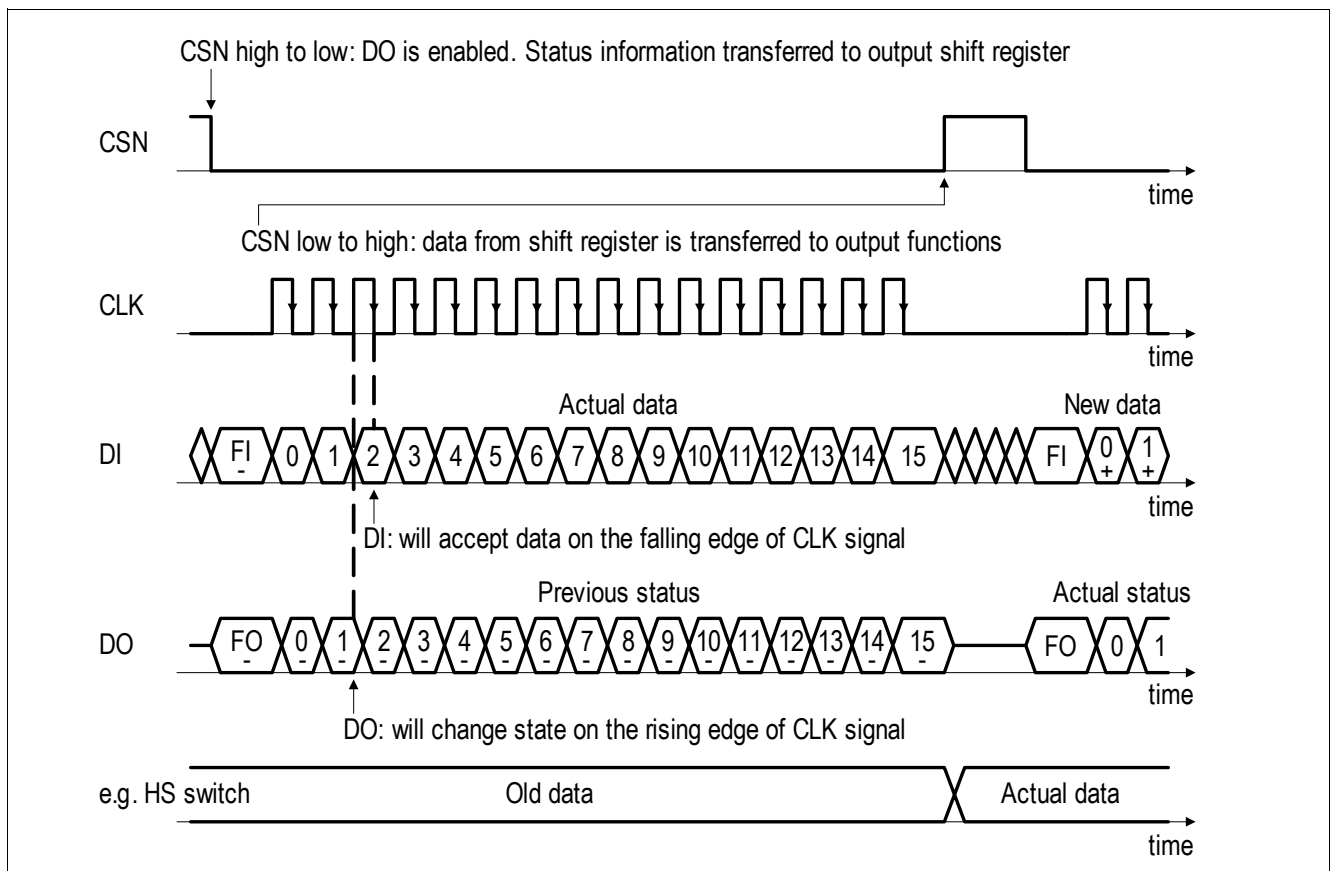 CSN high to low: DO is enabled. Status information transferred to output shift register
CSN
time
CSN low to high: data from shift register is transferred to output functions
CLK
time
Actual data
New data
DI
FI - 0 1 2 3 4 5 6 7 8 9 10 11 12 13 14 15 FI 0 + 1 +
time
DI: will accept data on the falling edge of CLK signal
Previous status
Actual status
DO
FO - 0 - 1 - 2 - 3 - 4 - 5 - 6 - 7 - 8 - 9 - 10 - 11 - 12 - 13 - 14 - 15 - FO 0 1
time
DO: will change state on the rising edge of CLK signal
e.g. HS switch
Old data
Actual data
time